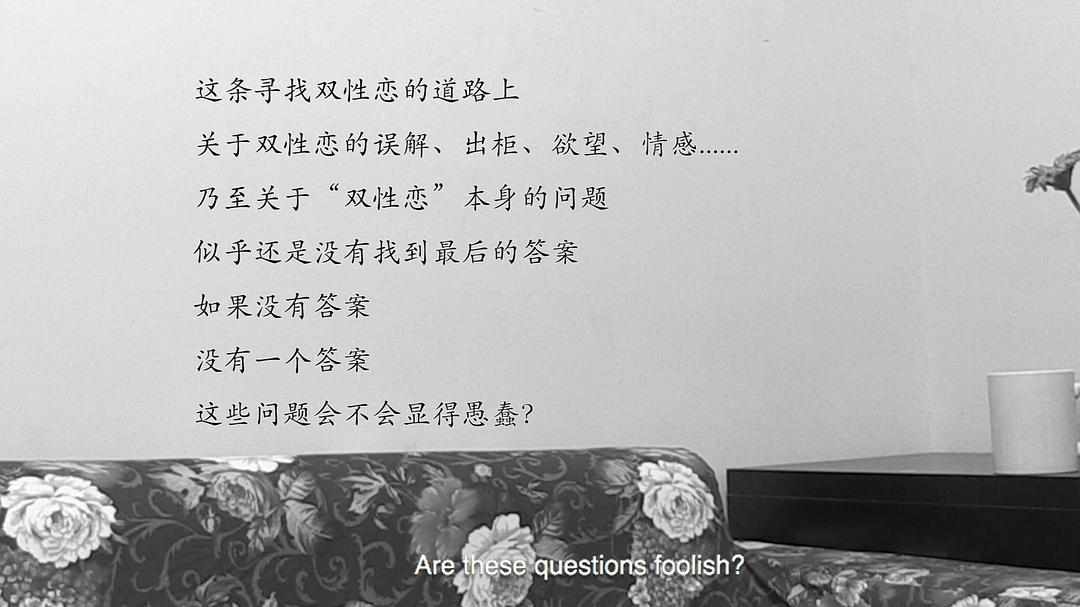 这条寻找双性恋的道路上
关于双性恋的误解、出柜、欲望、情感......
乃至关于“双性恋”本身的问题
似乎还是没有找到最后的答案
如果没有答案
没有一个答案
这些问题会不会显得愚蠢？
Are these questions foolish?